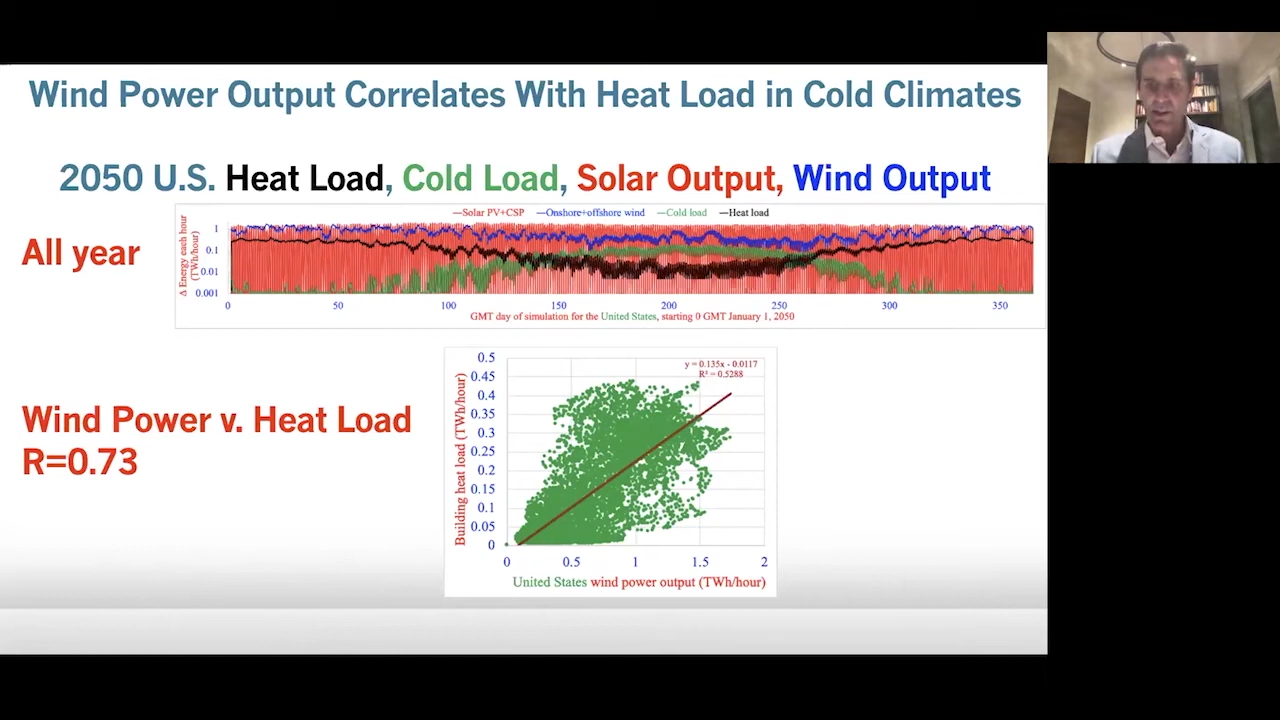 Wind Power Output Correlates With Heat Load in Cold Climates
2050 U.S. Heat Load, Cold Load, Solar Output, Wind Output
All year
Δ Energy each hour
(TWh/hour)
—Solar PV+CSP —Onshore+offshore wind —Cold load —Heat load
1
0.1
0.01
0.001
0 50 100 150 200 250 300 350
GMT day of simulation for the United States, starting 0 GMT January 1, 2050
Wind Power v. Heat Load
R=0.73
Building heat load (TWh/hour)
y = 0.135x - 0.0117
R² = 0.5288
0.5
0.45
0.4
0.35
0.3
0.25
0.2
0.15
0.1
0.05
0
0 0.5 1 1.5 2
United States wind power output (TWh/hour)